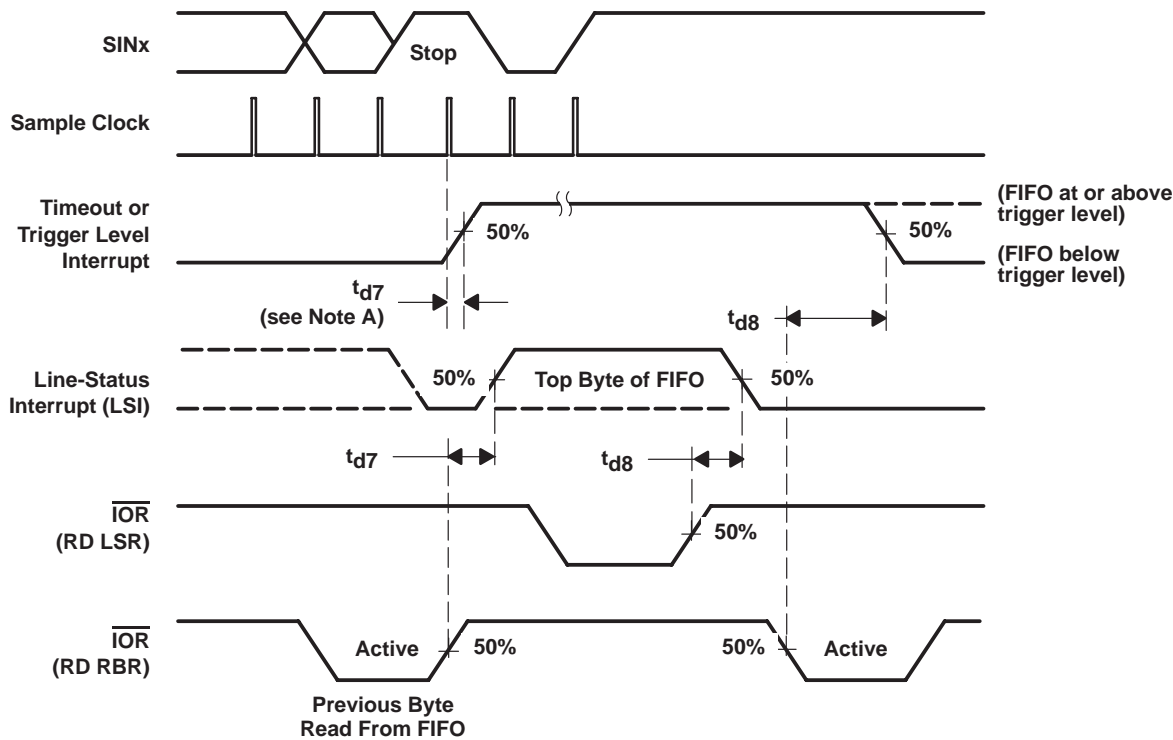 SINx
Stop
Sample Clock
Timeout or
Trigger Level
Interrupt
50%
50%
(FIFO at or above
trigger level)
(FIFO below
trigger level)
td7
(see Note A)
td8
Line-Status
Interrupt (LSI)
50%
Top Byte of FIFO
50%
td7
td8
IOR
(RD LSR)
50%
IOR
(RD RBR)
Active
50%
50%
Active
Previous Byte
Read From FIFO